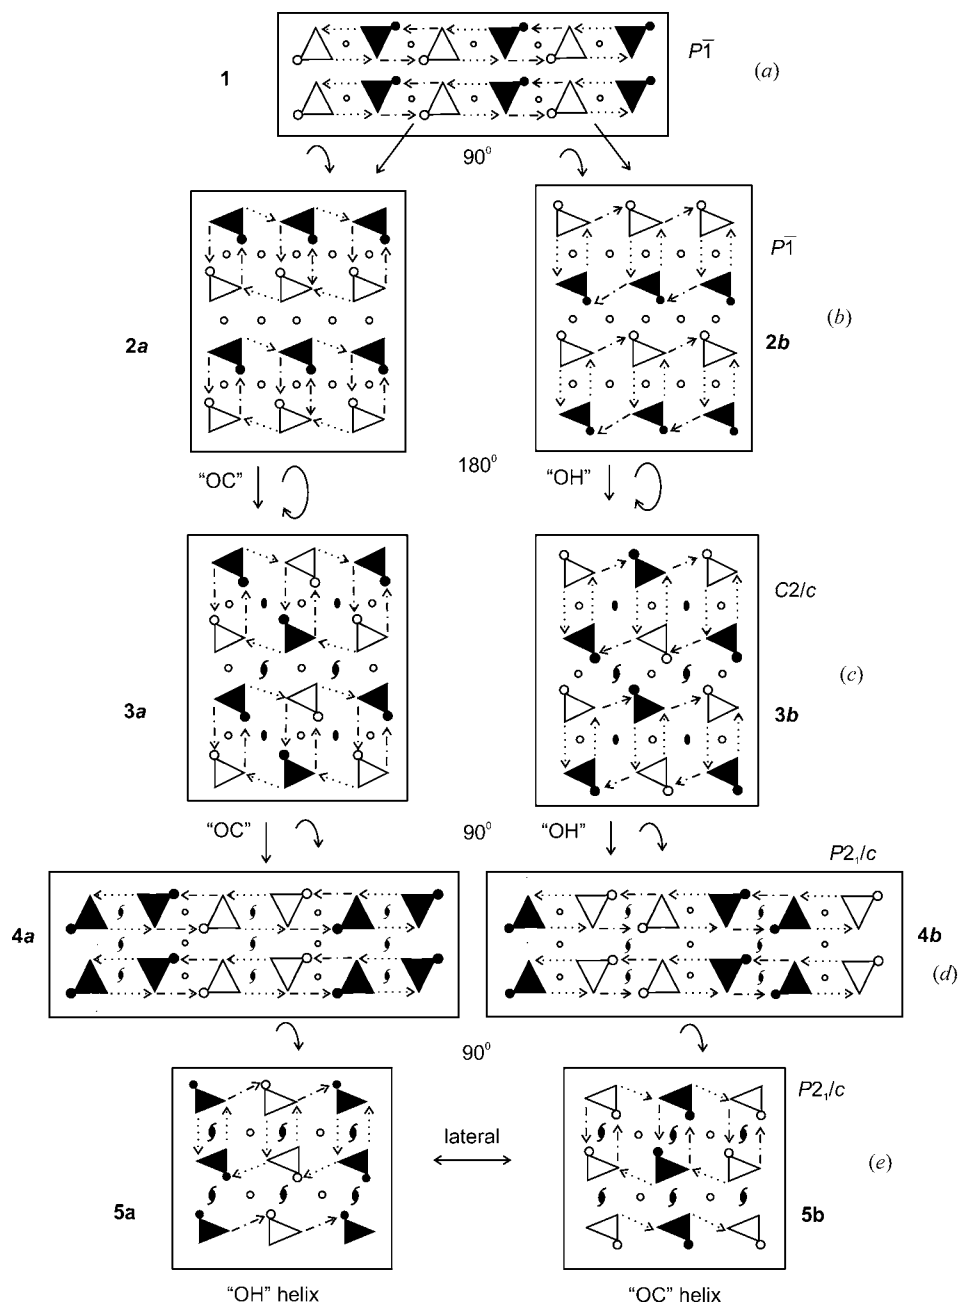 1
P1̅
(a)
90⁰
2a
2b
P1̅
(b)
"OC"
180⁰
"OH"
3a
3b
C2/c
(c)
"OC"
90⁰
"OH"
P2₁/c
4a
4b
(d)
90⁰
5a
lateral
5b
P2₁/c
(e)
"OH" helix
"OC" helix